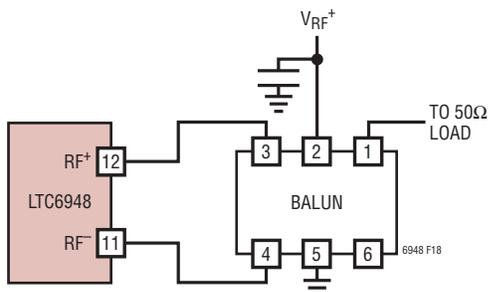 VRF+
TO 50Ω
LOAD
3 2 1
RF+ 12
LTC6948
BALUN
RF– 11
4 5 6
6948 F18